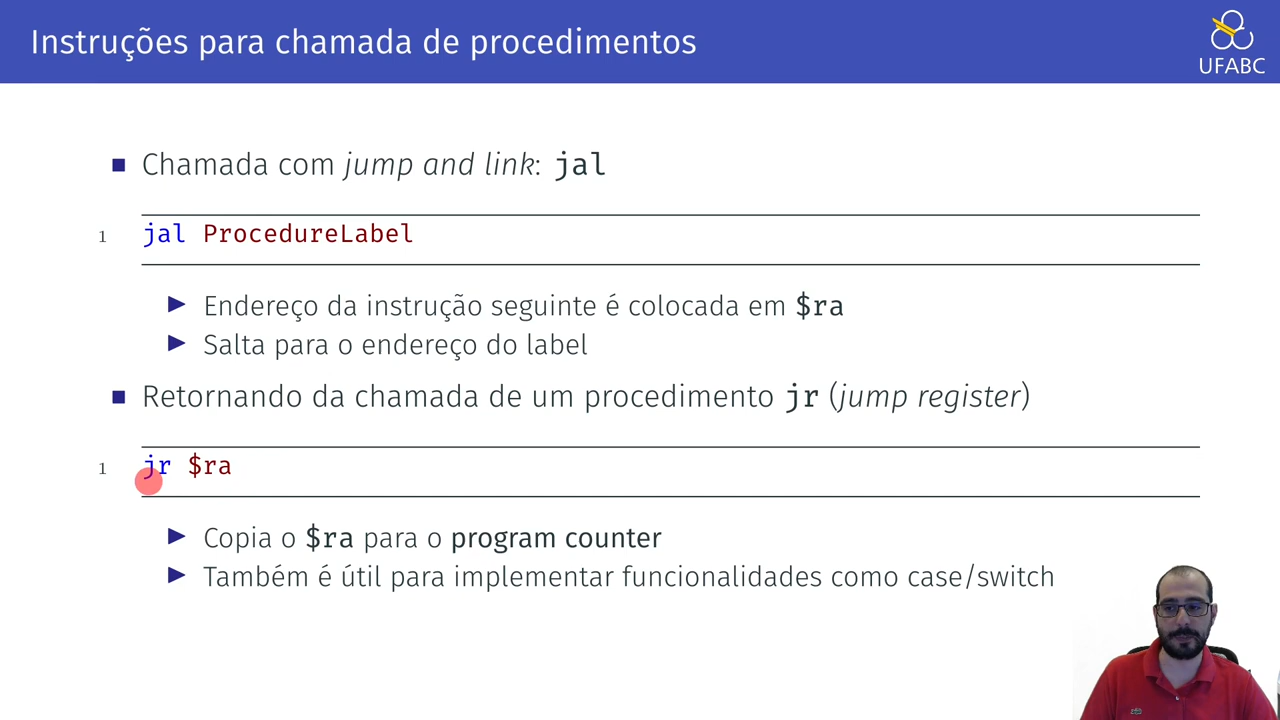 Instruções para chamada de procedimentos
UFABC
Chamada com jump and link: jal
1 jal ProcedureLabel
Endereço da instrução seguinte é colocada em $ra
Salta para o endereço do label
Retornando da chamada de um procedimento jr (jump register)
1 jr $ra
Copia o $ra para o program counter
Também é útil para implementar funcionalidades como case/switch